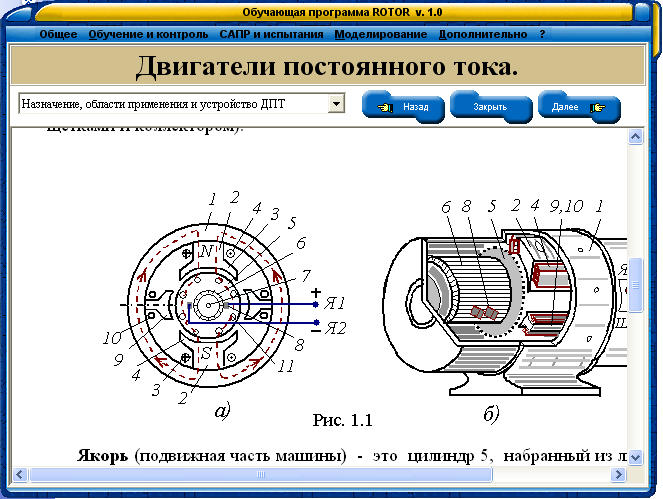 Обучающая программа ROTOR v. 1.0
Общее Обучение и контроль САПР и испытания Моделирование Дополнительно ?
Двигатели постоянного тока.
Назначение, области применения и устройство ДПТ
Назад Закрыть Далее
щетками и коллектором).
1 2 4 3 5 6 7
N
S
+ Я1
– Я2
10 9 4 3 2 11 8
а)
6 8 5 2 4 9,10 1
Я
Ш
б)
Рис. 1.1
Якорь (подвижная часть машины) - это цилиндр 5, набранный из л